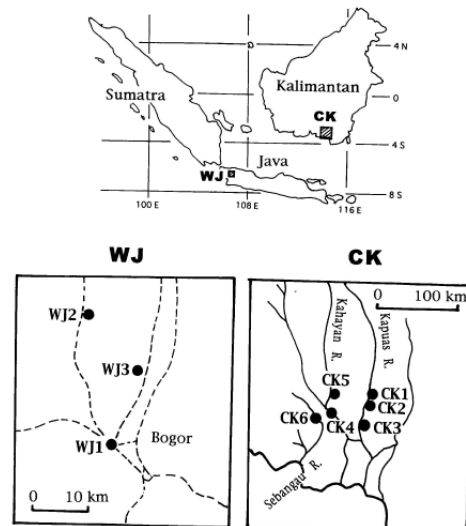 4 N
Sumatra
Kalimantan
0
CK
4 S
Java
WJ
8 S
100 E
108 E
116 E
WJ
CK
0 100 km
Kahayan R.
Kapuas R.
WJ2
WJ3
CK5
CK1
CK2
CK6
CK4
CK3
WJ1
Bogor
Sebangau R.
0 10 km